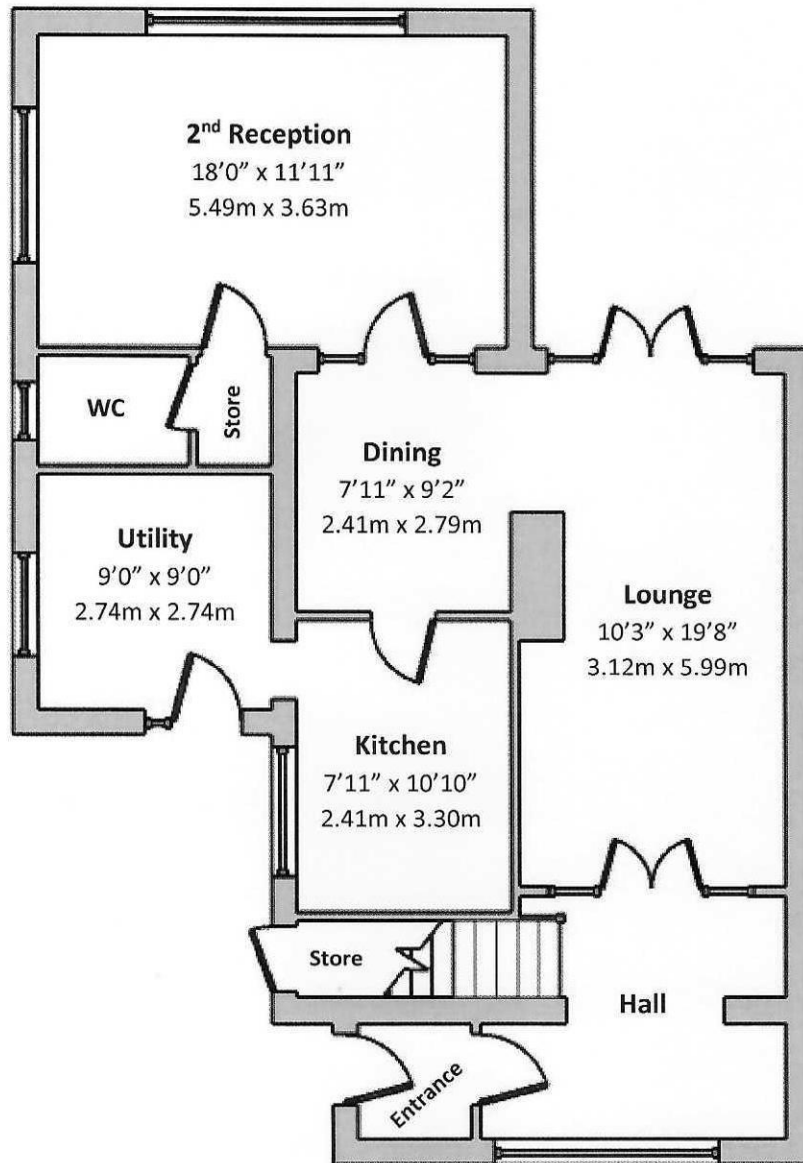 2nd Reception
18’0” x 11’11”
5.49m x 3.63m
WC
Store
Dining
7’11” x 9’2”
2.41m x 2.79m
Utility
9’0” x 9’0”
2.74m x 2.74m
Lounge
10’3” x 19’8”
3.12m x 5.99m
Kitchen
7’11” x 10’10”
2.41m x 3.30m
Store
Hall
Entrance